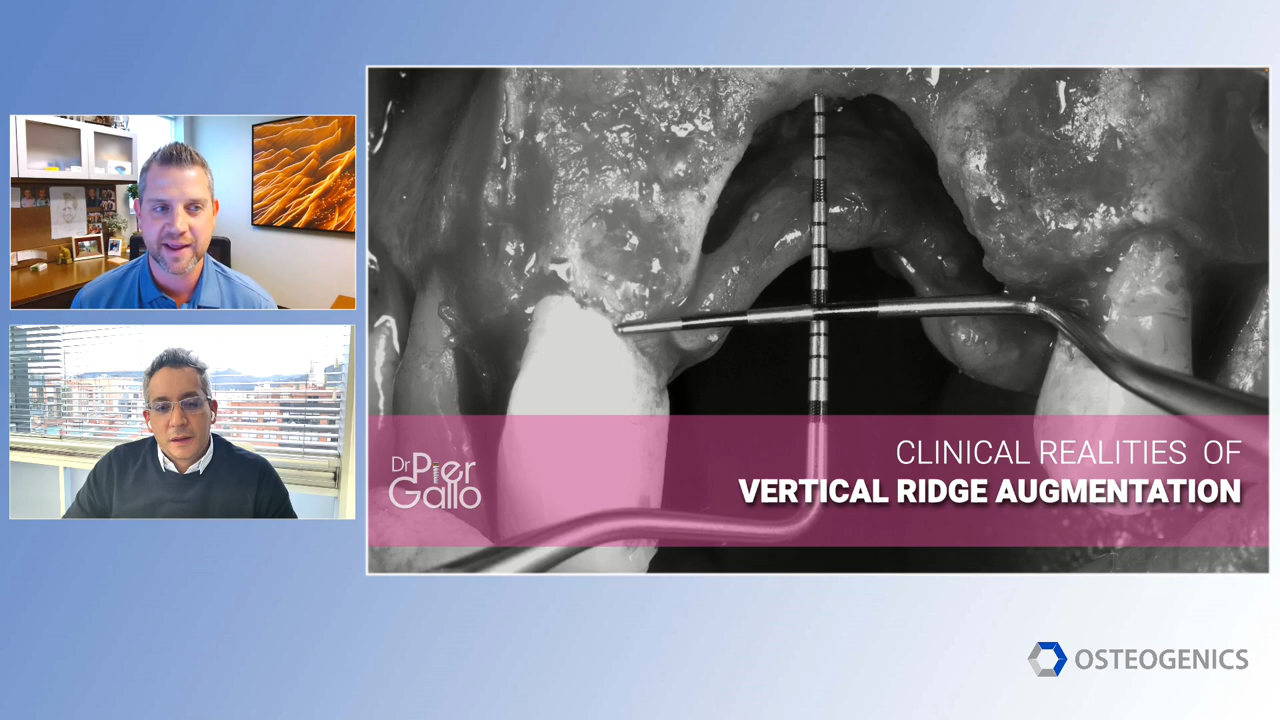 Dr Pier
Gallo
CLINICAL REALITIES OF
VERTICAL RIDGE AUGMENTATION
OSTEOGENICS